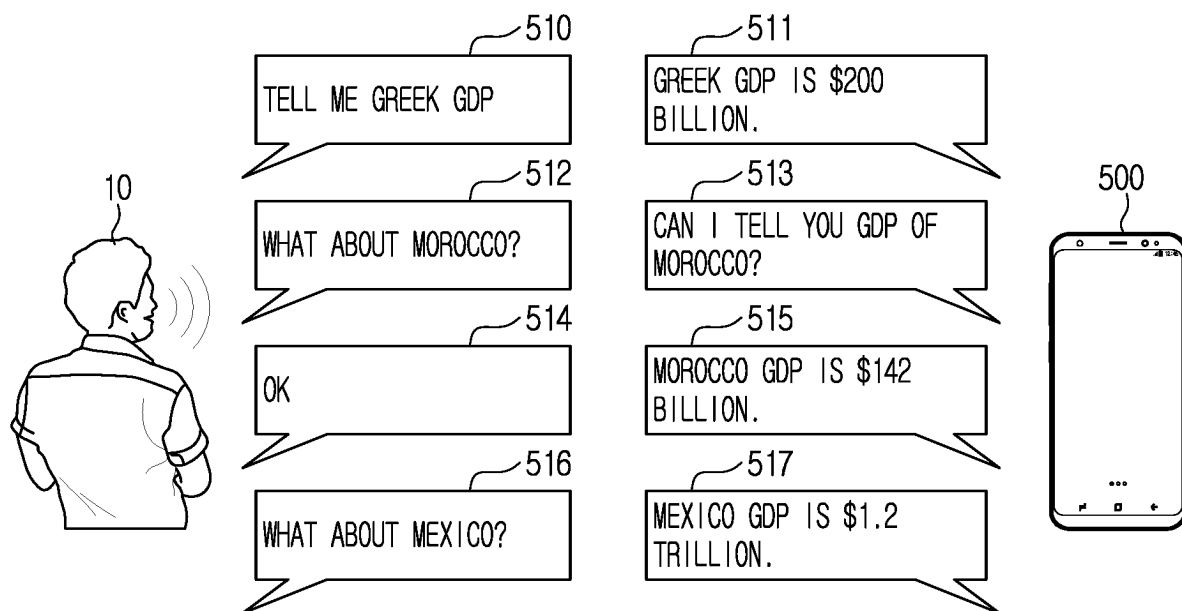 510
511
TELL ME GREEK GDP
GREEK GDP IS $200
BILLION.
10
512
513
500
WHAT ABOUT MOROCCO?
CAN I TELL YOU GDP OF
MOROCCO?
514
515
OK
MOROCCO GDP IS $142
BILLION.
516
517
WHAT ABOUT MEXICO?
MEXICO GDP IS $1.2
TRILLION.